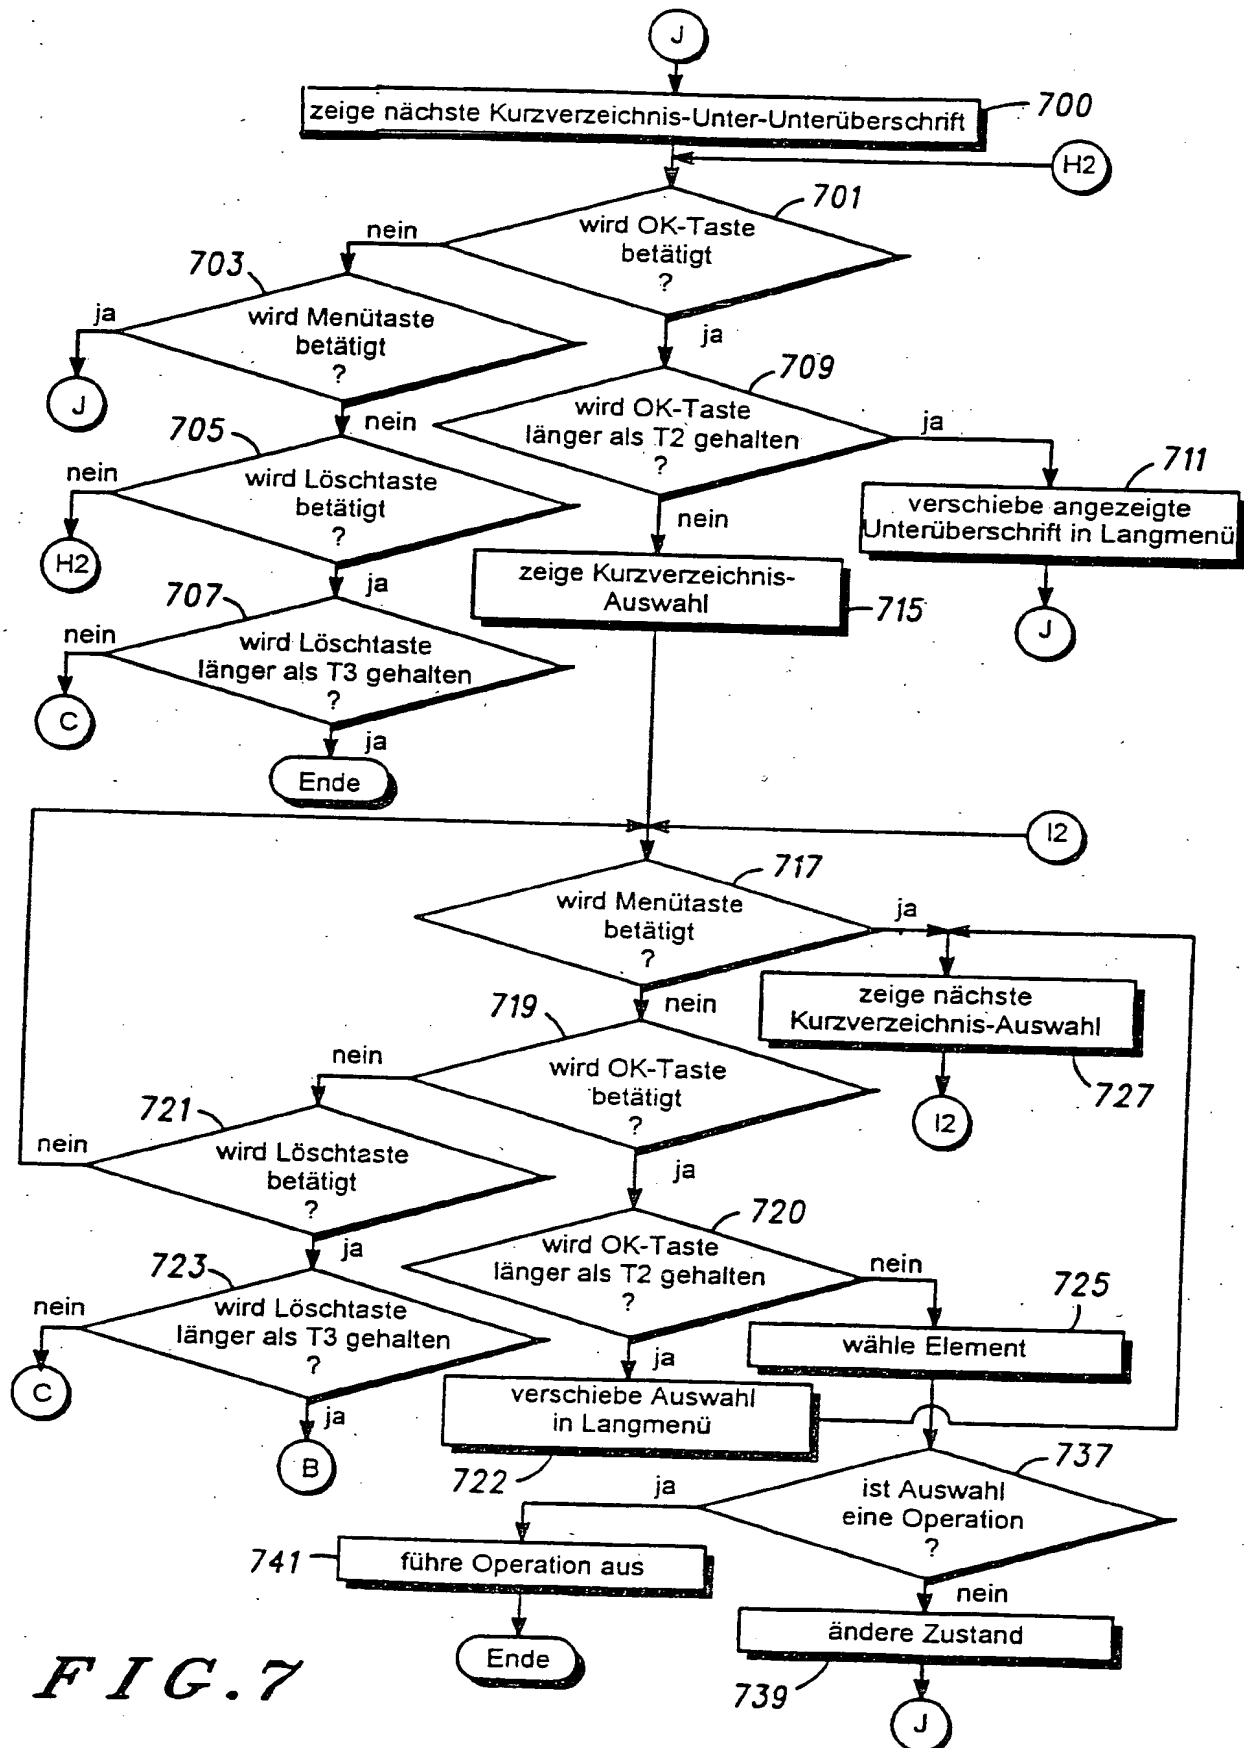 J
zeige nächste Kurzverzeichnis-Unter-Unterüberschrift
700
H2
701
wird OK-Taste
betätigt
?
nein
ja
703
wird Menütaste
betätigt
?
ja
nein
J
709
wird OK-Taste
länger als T2 gehalten
?
ja
nein
705
wird Löschtaste
betätigt
?
nein
ja
H2
711
verschiebe angezeigte
Unterüberschrift in Langmenü
J
zeige Kurzverzeichnis-
Auswahl
715
707
wird Löschtaste
länger als T3 gehalten
?
nein
ja
C
Ende
I2
717
wird Menütaste
betätigt
?
ja
nein
zeige nächste
Kurzverzeichnis-Auswahl
727
I2
719
wird OK-Taste
betätigt
?
nein
ja
721
wird Löschtaste
betätigt
?
nein
ja
720
wird OK-Taste
länger als T2 gehalten
?
nein
ja
723
wird Löschtaste
länger als T3 gehalten
?
nein
ja
C
B
725
wähle Element
verschiebe Auswahl
in Langmenü
722
737
ist Auswahl
eine Operation
?
ja
nein
741
führe Operation aus
Ende
ändere Zustand
739
J
FIG.7